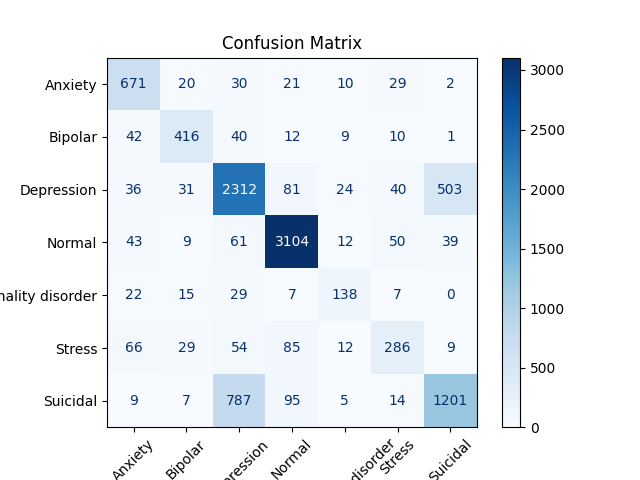 Confusion Matrix
Anxiety 671 20 30 21 10 29 2
Bipolar 42 416 40 12 9 10 1
Depression 36 31 2312 81 24 40 503
Normal 43 9 61 3104 12 50 39
nality disorder 22 15 29 7 138 7 0
Stress 66 29 54 85 12 286 9
Suicidal 9 7 787 95 5 14 1201
Anxiety Bipolar ression Normal disorder Stress Suicidal
3000
2500
2000
1500
1000
500
0